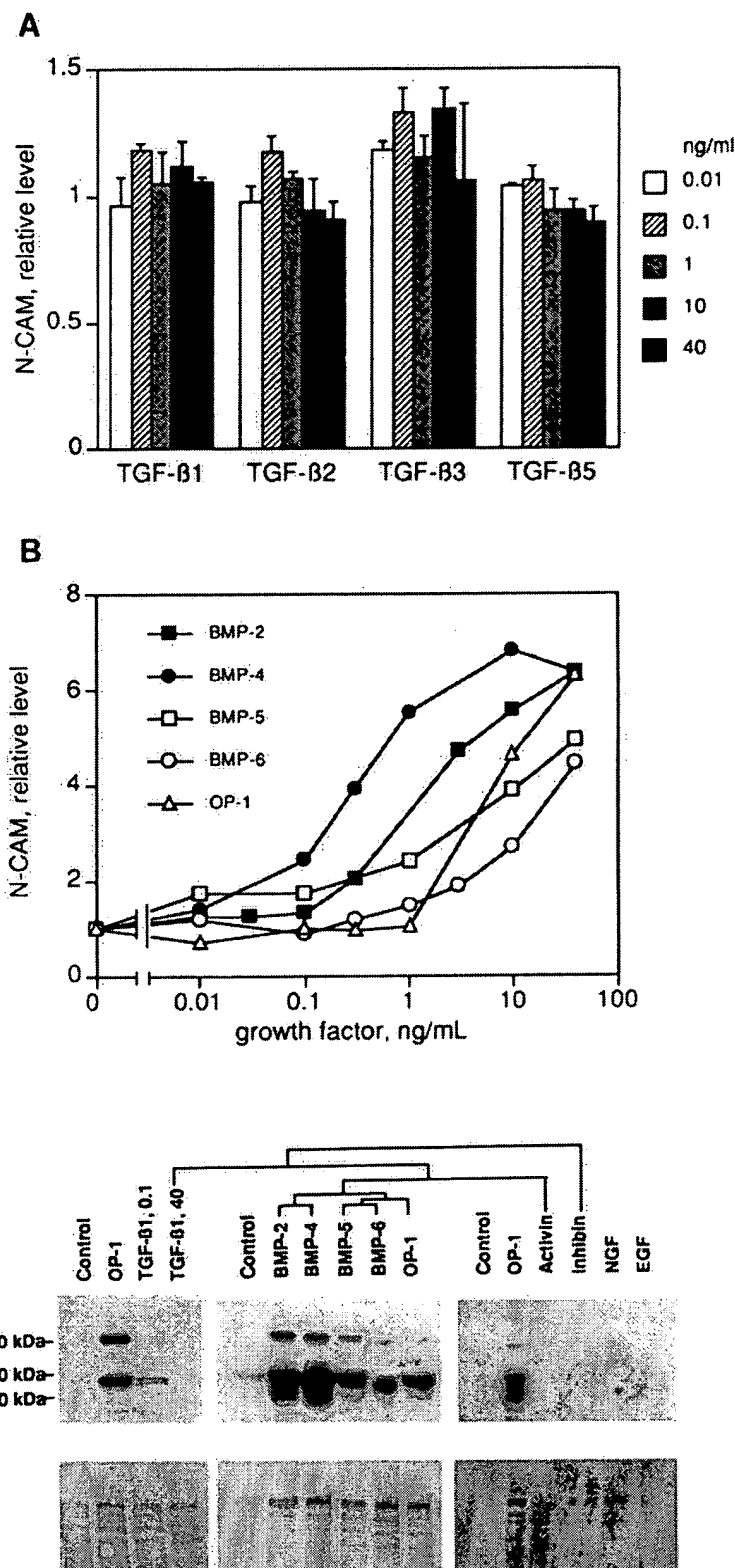 A
1.5
1
0.5
0
N-CAM, relative level
ng/ml
0.01
0.1
1
10
40
TGF-ß1 TGF-ß2 TGF-ß3 TGF-ß5
B
8
6
4
2
0
N-CAM, relative level
BMP-2
BMP-4
BMP-5
BMP-6
OP-1
0 0.01 0.1 1 10 100
growth factor, ng/mL
Control OP-1 TGF-ß1, 0.1 TGF-ß1, 40 Control BMP-2 BMP-4 BMP-5 BMP-6 OP-1 Control OP-1 Activin Inhibin NGF EGF
0 kDa-
0 kDa-
0 kDa-